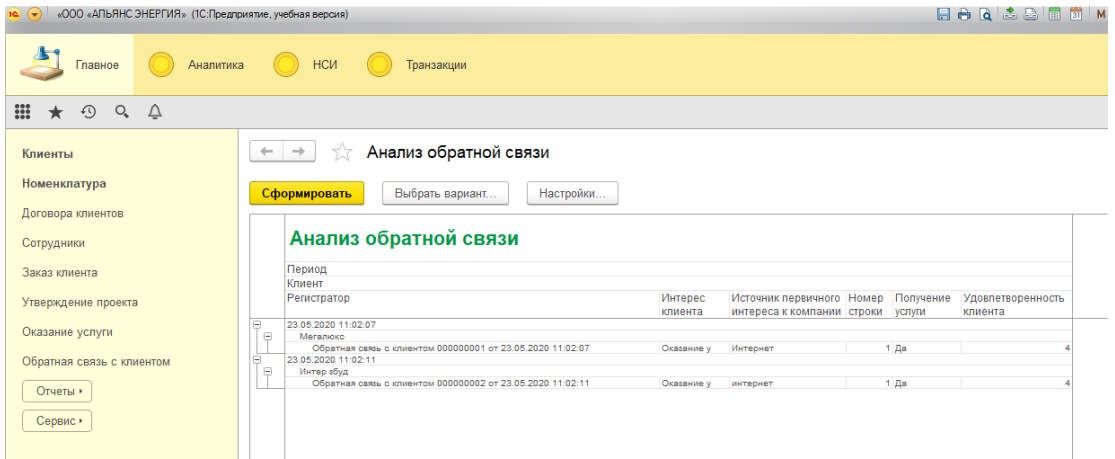 «ООО «АЛЬЯНС ЭНЕРГИЯ» (1С:Предприятие, учебная версия)
M
Главное Аналитика НСИ Транзакции
Клиенты
Номенклатура
Договора клиентов
Сотрудники
Заказ клиента
Утверждение проекта
Оказание услуги
Обратная связь с клиентом
Отчеты
Сервис
Анализ обратной связи
Сформировать Выбрать вариант... Настройки...
Анализ обратной связи
Период
Клиент
Регистратор Интерес клиента Источник первичного интереса к компании Номер строки Получение услуги Удовлетворенность клиента
23.05.2020 11:02:07
Мегалюкс
Обратная связь с клиентом 000000001 от 23.05.2020 11:02:07 Оказание у Интернет 1 Да 4
23.05.2020 11:02:11
Интер збуд
Обратная связь с клиентом 000000002 от 23.05.2020 11:02:11 Оказание у интернет 1 Да 4